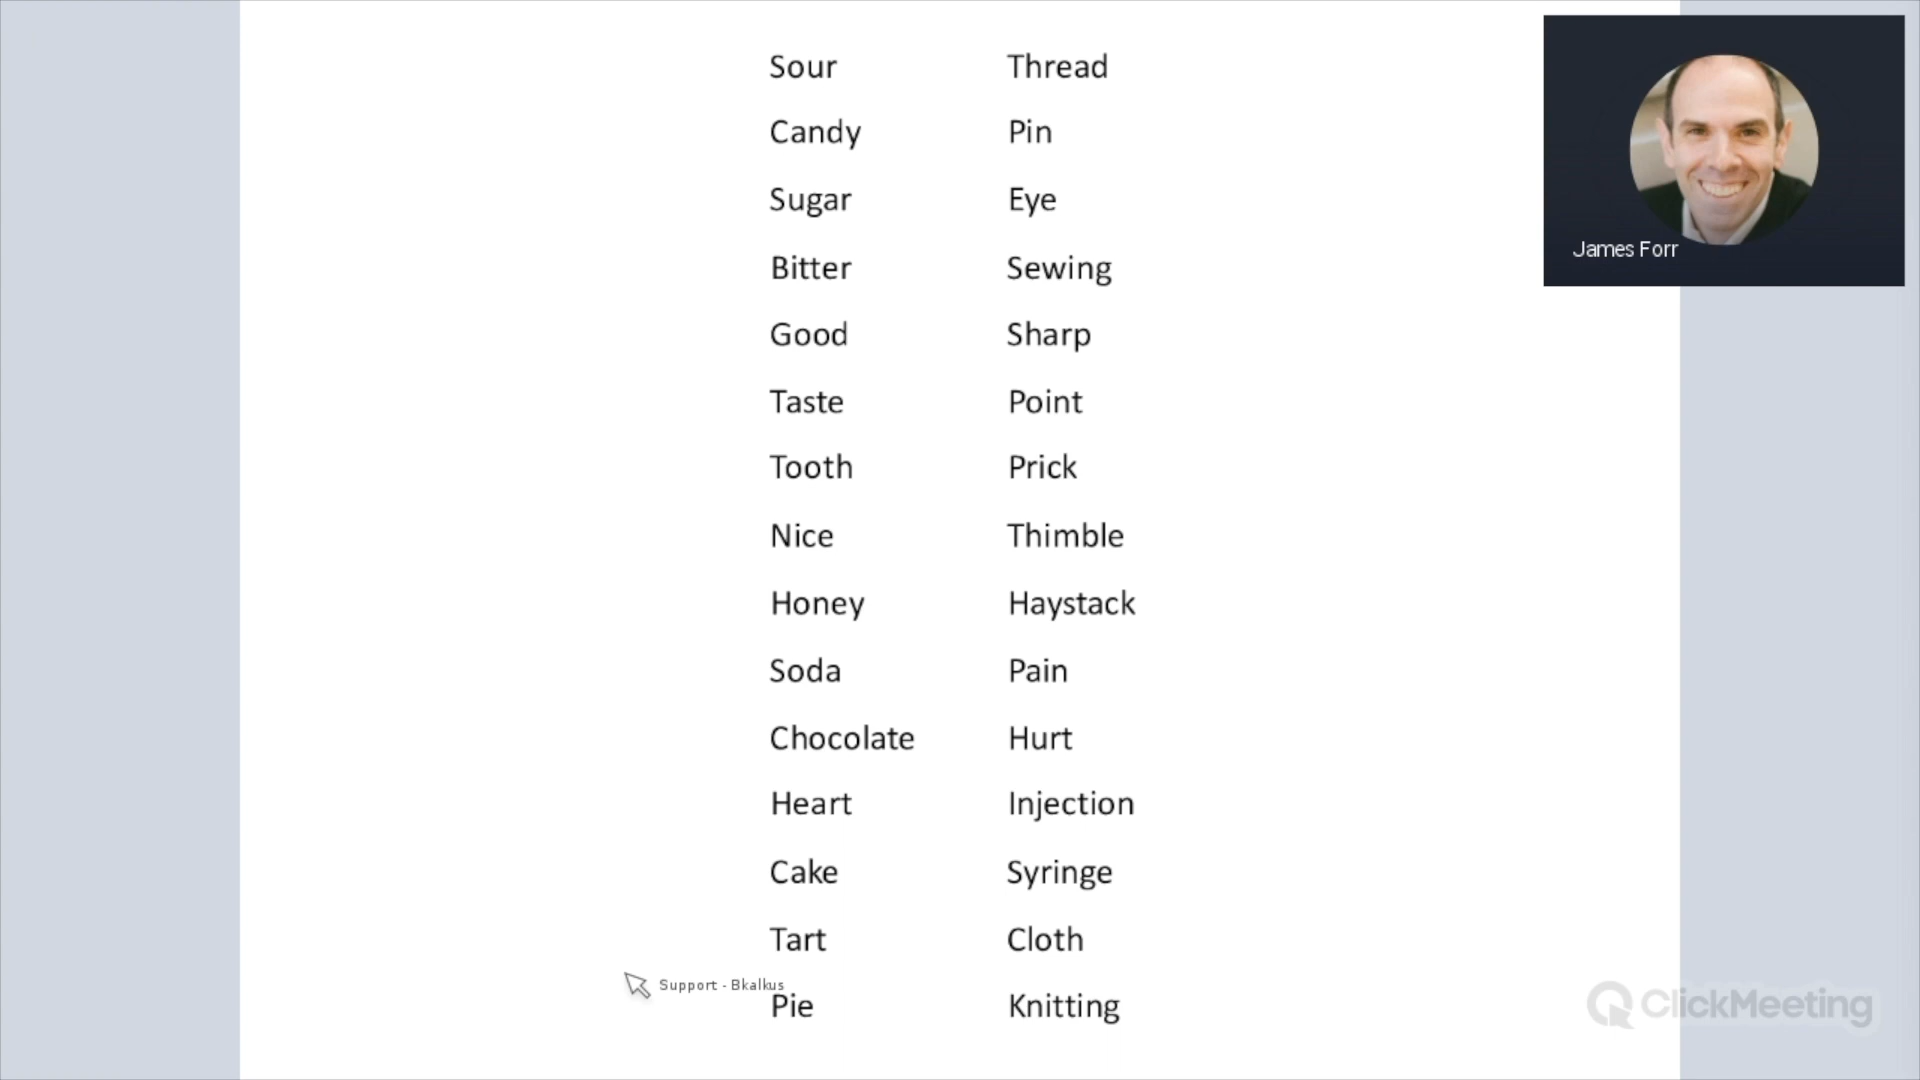 Sour Thread
Candy Pin
Sugar Eye
Bitter Sewing
Good Sharp
Taste Point
Tooth Prick
Nice Thimble
Honey Haystack
Soda Pain
Chocolate Hurt
Heart Injection
Cake Syringe
Tart Cloth
Pie Knitting
James Forr
Support - Bkalkus
ClickMeeting